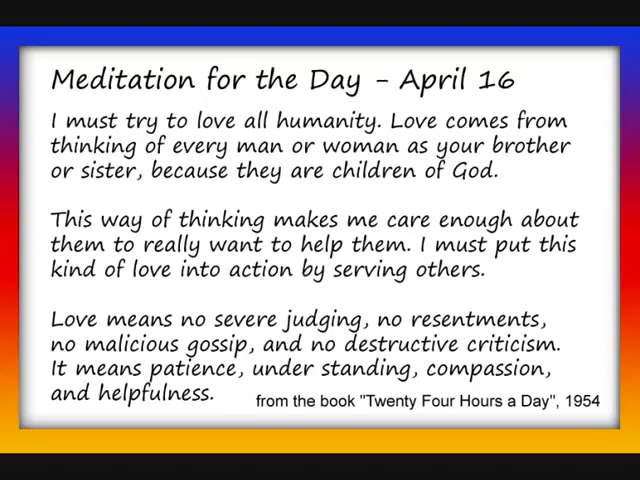 Meditation for the Day - April 16
I must try to love all humanity. Love comes from
thinking of every man or woman as your brother
or sister, because they are children of God.
This way of thinking makes me care enough about
them to really want to help them. I must put this
kind of love into action by serving others.
Love means no severe judging, no resentments,
no malicious gossip, and no destructive criticism.
It means patience, under standing, compassion,
and helpfulness.
from the book "Twenty Four Hours a Day", 1954